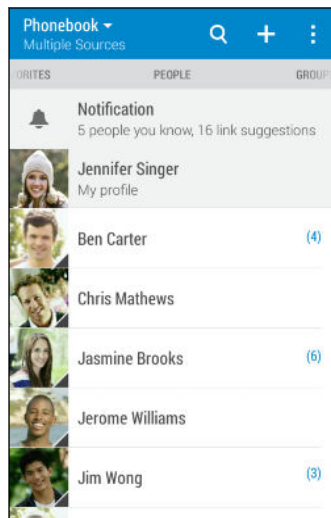 Phonebook
Multiple Sources
ORITES PEOPLE GROUP
Notification
5 people you know, 16 link suggestions
Jennifer Singer
My profile
Ben Carter (4)
Chris Mathews
Jasmine Brooks (6)
Jerome Williams
Jim Wong (3)